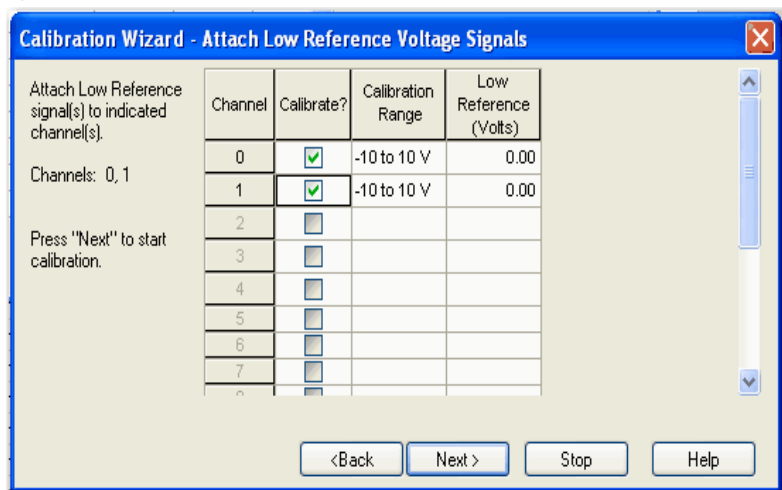 Calibration Wizard - Attach Low Reference Voltage Signals
Attach Low Reference
signal(s) to indicated
channel(s).
Channels: 0, 1
Press "Next" to start
calibration.
Channel Calibrate? Calibration Range Low Reference (Volts)
0 -10 to 10 V 0.00
1 -10 to 10 V 0.00
2
3
4
5
6
7
<Back Next > Stop Help